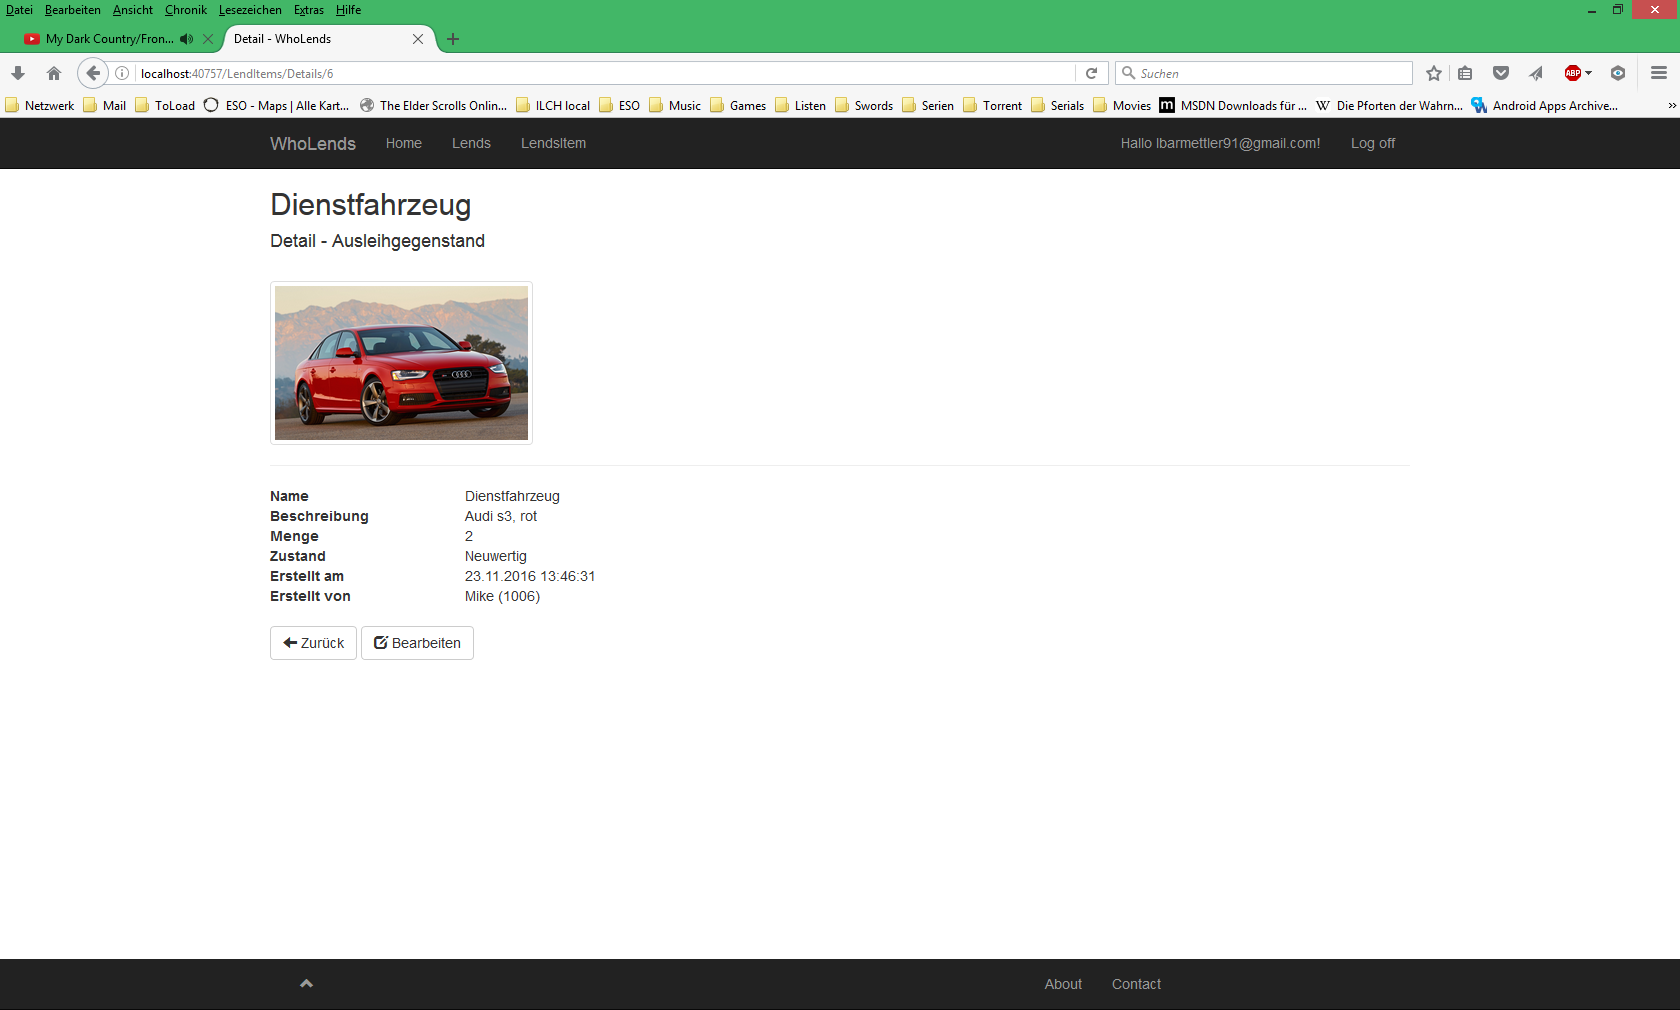 Datei Bearbeiten Ansicht Chronik Lesezeichen Extras Hilfe
My Dark Country/Fron... Detail - WhoLends
localhost:40757/LendItems/Details/6 Suchen ABP
Netzwerk Mail ToLoad ESO - Maps | Alle Kart... The Elder Scrolls Onlin... ILCH local ESO Music Games Listen Swords Serien Torrent Serials Movies m MSDN Downloads für ... W Die Pforten der Wahrn... Android Apps Archive... »
WhoLends Home Lends LendsItem Hallo lbarmettler91@gmail.com! Log off
Dienstfahrzeug
Detail - Ausleihgegenstand
Name Dienstfahrzeug
Beschreibung Audi s3, rot
Menge 2
Zustand Neuwertig
Erstellt am 23.11.2016 13:46:31
Erstellt von Mike (1006)
Zurück Bearbeiten
About Contact